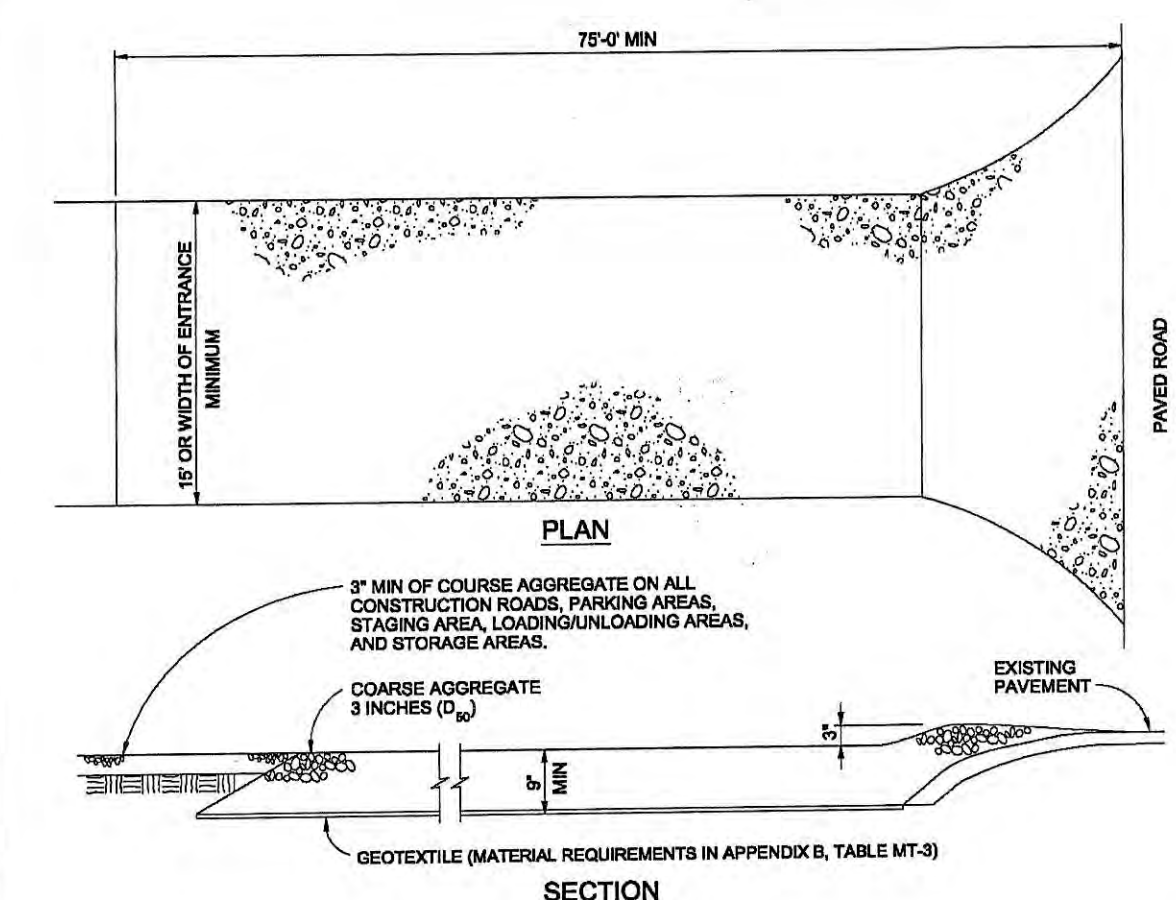 75'-0' MIN
15' OR WIDTH OF ENTRANCE
MINIMUM
PAVED ROAD
PLAN
3" MIN OF COURSE AGGREGATE ON ALL
CONSTRUCTION ROADS, PARKING AREAS,
STAGING AREA, LOADING/UNLOADING AREAS,
AND STORAGE AREAS.
COARSE AGGREGATE
3 INCHES (D50)
EXISTING
PAVEMENT
3"
9"
MIN
GEOTEXTILE (MATERIAL REQUIREMENTS IN APPENDIX B, TABLE MT-3)
SECTION